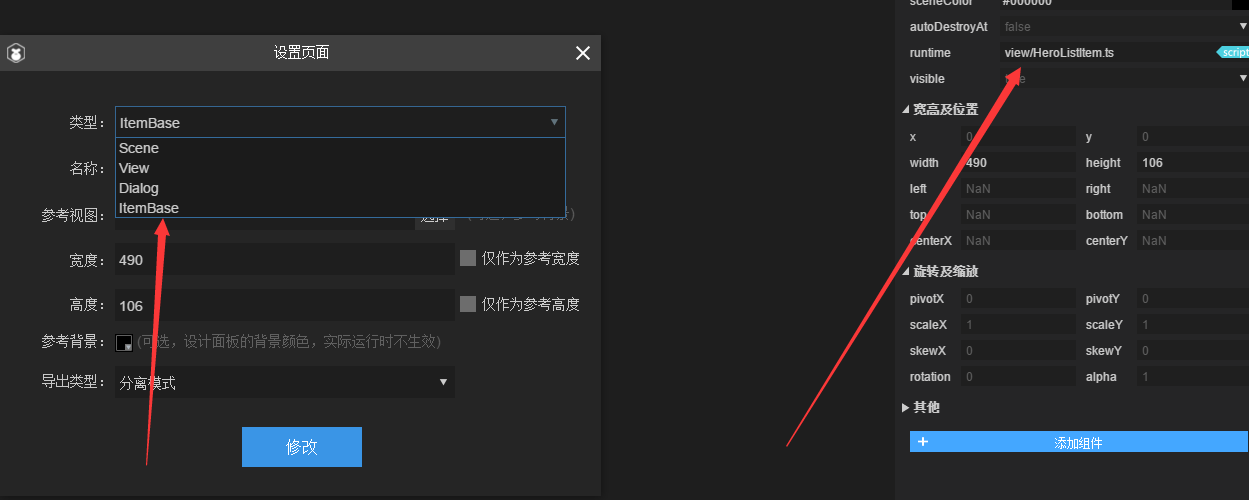 设置页面
类型：
ItemBase
Scene
View
Dialog
ItemBase
名称：
参考视图：
选择
宽度：
490
仅作为参考宽度
高度：
106
仅作为参考高度
参考背景：
(可选，设计面板的背景颜色，实际运行时不生效)
导出类型：
分离模式
修改
sceneColor #000000
autoDestroyAt false
runtime view/HeroListItem.ts script
visible
宽高及位置
x 0 y 0
width 490 height 106
left NaN right NaN
top NaN bottom NaN
centerX NaN centerY NaN
旋转及缩放
pivotX 0 pivotY 0
scaleX 1 scaleY 1
skewX 0 skewY 0
rotation 0 alpha 1
其他
+ 添加组件